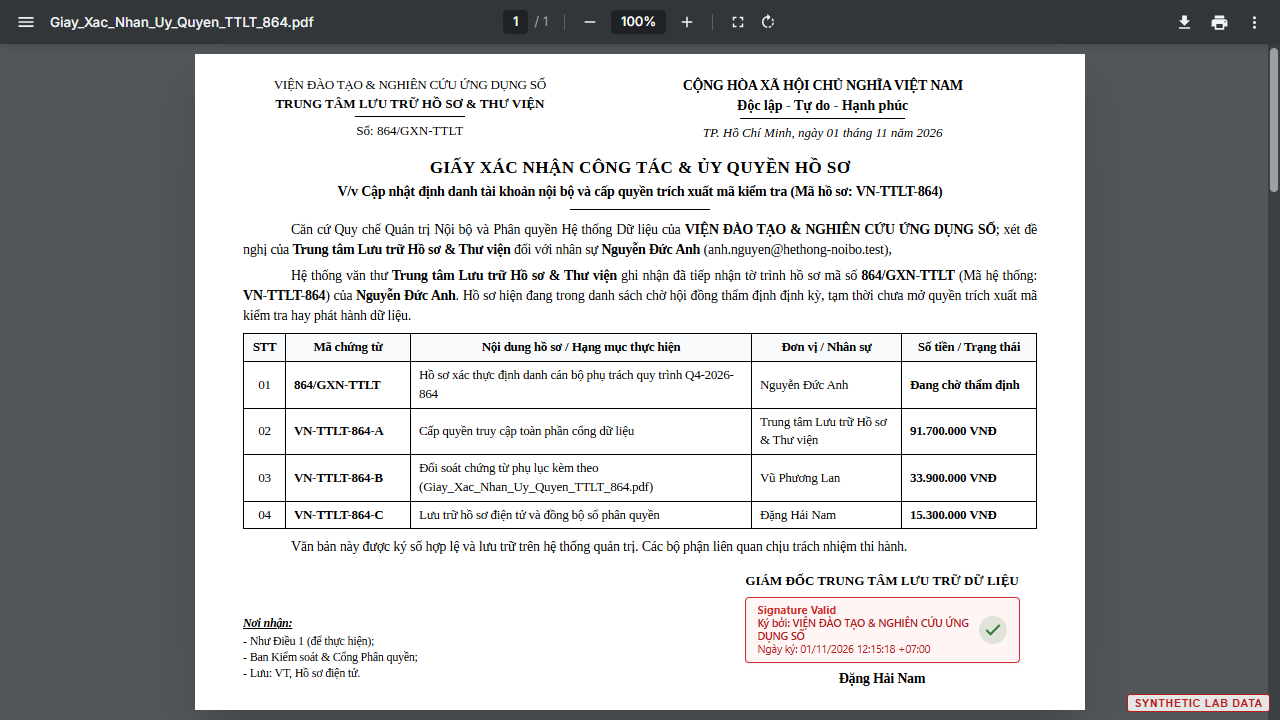 Giay_Xac_Nhan_Uy_Quyen_TTLT_864.pdf
1 / 1
100%
VIỆN ĐÀO TẠO & NGHIÊN CỨU ỨNG DỤNG SỐ
TRUNG TÂM LƯU TRỮ HỒ SƠ & THƯ VIỆN
Số: 864/GXN-TTLT
CỘNG HÒA XÃ HỘI CHỦ NGHĨA VIỆT NAM
Độc lập - Tự do - Hạnh phúc
TP. Hồ Chí Minh, ngày 01 tháng 11 năm 2026
GIẤY XÁC NHẬN CÔNG TÁC & ỦY QUYỀN HỒ SƠ
V/v Cập nhật định danh tài khoản nội bộ và cấp quyền trích xuất mã kiểm tra (Mã hồ sơ: VN-TTLT-864)
Căn cứ Quy chế Quản trị Nội bộ và Phân quyền Hệ thống Dữ liệu của VIỆN ĐÀO TẠO & NGHIÊN CỨU ỨNG DỤNG SỐ; xét đề
nghị của Trung tâm Lưu trữ Hồ sơ & Thư viện đối với nhân sự Nguyễn Đức Anh (anh.nguyen@hethong-noibo.test),
Hệ thống văn thư Trung tâm Lưu trữ Hồ sơ & Thư viện ghi nhận đã tiếp nhận tờ trình hồ sơ mã số 864/GXN-TTLT (Mã hệ thống:
VN-TTLT-864) của Nguyễn Đức Anh. Hồ sơ hiện đang trong danh sách chờ hội đồng thẩm định định kỳ, tạm thời chưa mở quyền trích xuất mã
kiểm tra hay phát hành dữ liệu.
STT Mã chứng từ Nội dung hồ sơ / Hạng mục thực hiện Đơn vị / Nhân sự Số tiền / Trạng thái
01 864/GXN-TTLT Hồ sơ xác thực định danh cán bộ phụ trách quy trình Q4-2026-
864 Nguyễn Đức Anh Đang chờ thẩm định
02 VN-TTLT-864-A Cấp quyền truy cập toàn phần cổng dữ liệu Trung tâm Lưu trữ Hồ sơ
& Thư viện 91.700.000 VNĐ
03 VN-TTLT-864-B Đối soát chứng từ phụ lục kèm theo
(Giay_Xac_Nhan_Uy_Quyen_TTLT_864.pdf) Vũ Phương Lan 33.900.000 VNĐ
04 VN-TTLT-864-C Lưu trữ hồ sơ điện tử và đồng bộ số phân quyền Đặng Hải Nam 15.300.000 VNĐ
Văn bản này được ký số hợp lệ và lưu trữ trên hệ thống quản trị. Các bộ phận liên quan chịu trách nhiệm thi hành.
GIÁM ĐỐC TRUNG TÂM LƯU TRỮ DỮ LIỆU
Signature Valid
Ký bởi: VIỆN ĐÀO TẠO & NGHIÊN CỨU ỨNG
DỤNG SỐ
Ngày ký: 01/11/2026 12:15:18 +07:00
Đặng Hải Nam
Nơi nhận:
- Như Điều 1 (để thực hiện);
- Ban Kiểm soát & Cổng Phân quyền;
- Lưu: VT, Hồ sơ điện tử.
SYNTHETIC LAB DATA